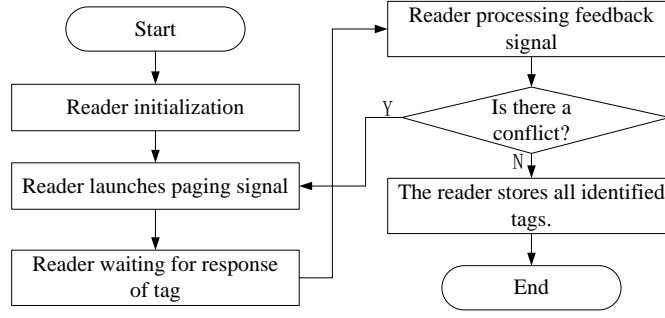 Start
Reader initialization
Reader launches paging signal
Reader waiting for response
of tag
Reader processing feedback
signal
Is there a
conflict?
Y
N
The reader stores all identified
tags.
End